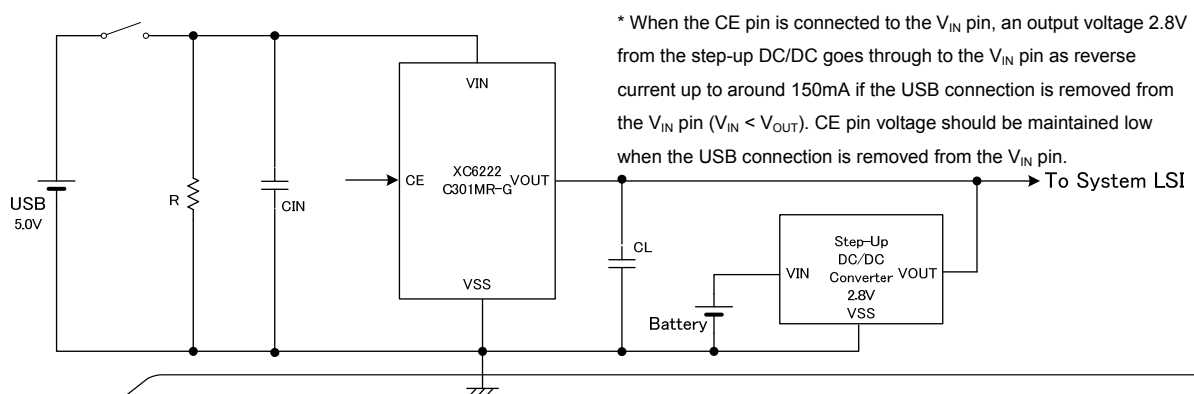 * When the CE pin is connected to the VIN pin, an output voltage 2.8V
from the step-up DC/DC goes through to the VIN pin as reverse
current up to around 150mA if the USB connection is removed from
the VIN pin (VIN < VOUT). CE pin voltage should be maintained low
when the USB connection is removed from the VIN pin.
VIN
CE
XC6222
C301MR-G
VOUT
VSS
To System LSI
USB
5.0V
R
CIN
CL
Step-Up
DC/DC
Converter
2.8V
VIN
VOUT
VSS
Battery